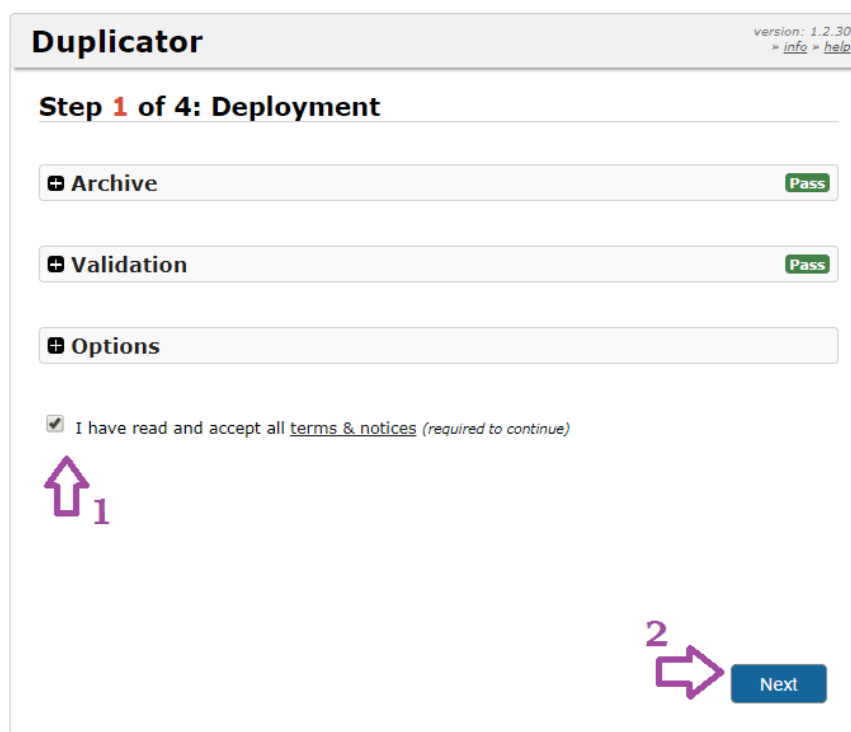 Duplicator
version: 1.2.30
» info » help
Step 1 of 4: Deployment
Archive
Pass
Validation
Pass
Options
I have read and accept all terms & notices (required to continue)
1
2
Next